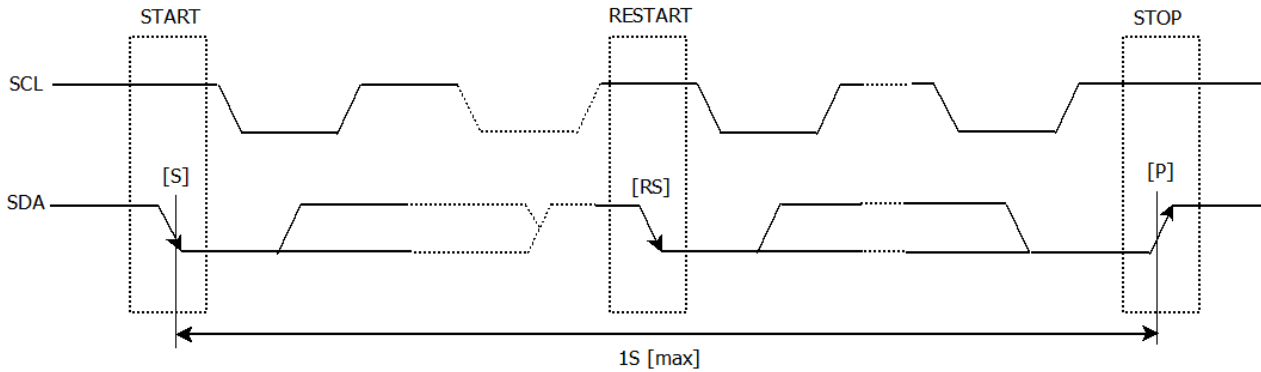 START
RESTART
STOP
SCL
[S]
[RS]
[P]
SDA
1S [max]